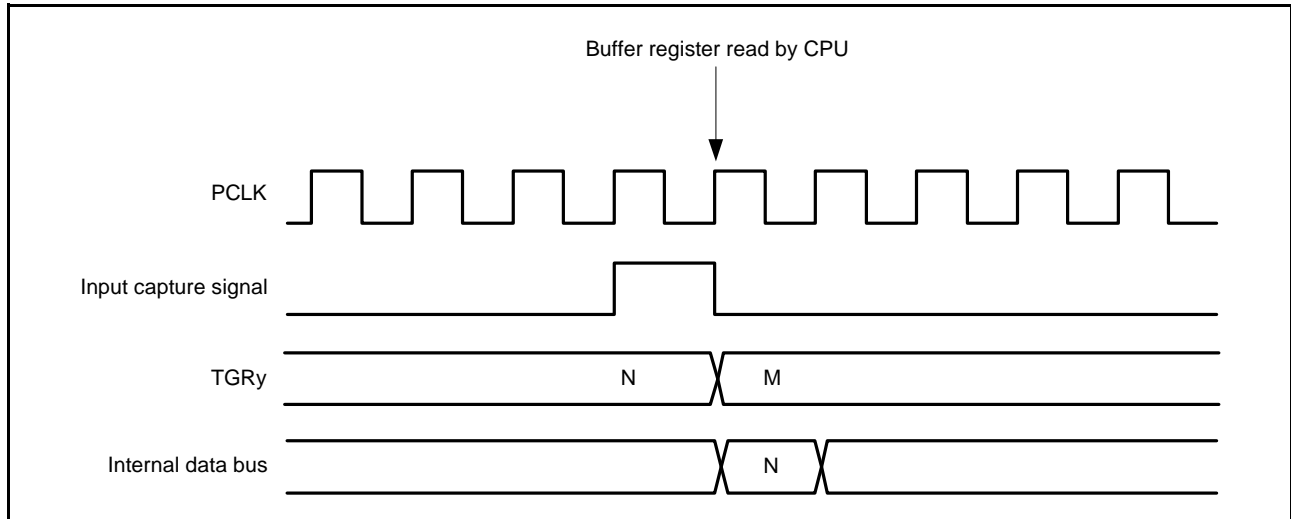 Buffer register read by CPU
PCLK
Input capture signal
TGRy
N
M
Internal data bus
N